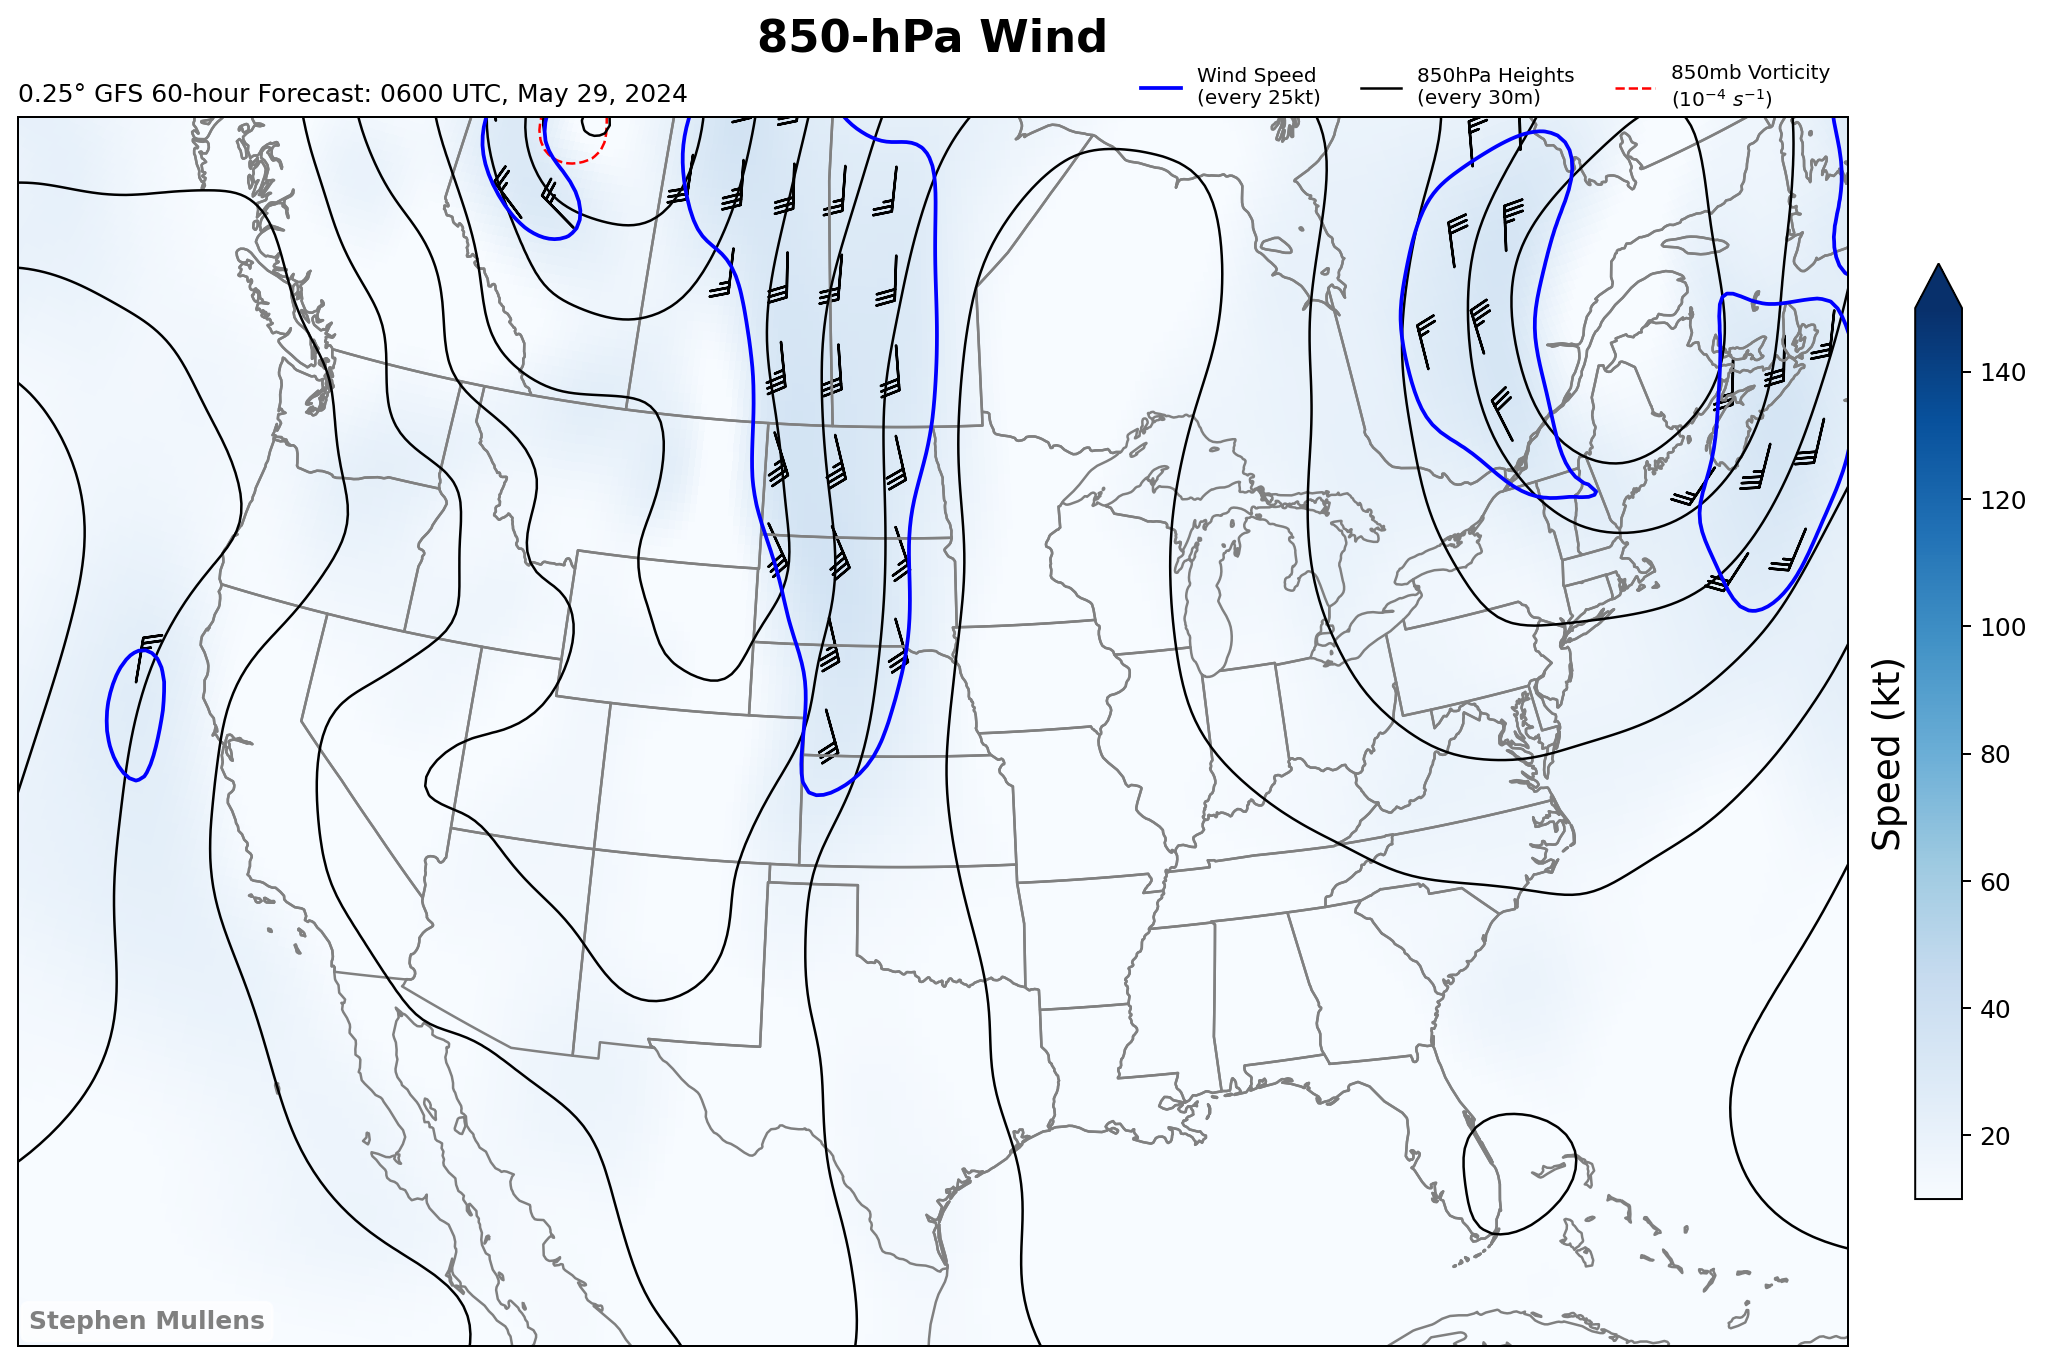 850-hPa Wind
0.25° GFS 60-hour Forecast: 0600 UTC, May 29, 2024
Wind Speed
(every 25kt)
850hPa Heights
(every 30m)
850mb Vorticity
(10⁻⁴ s⁻¹)
140
120
100
80
60
40
20
Speed (kt)
Stephen Mullens